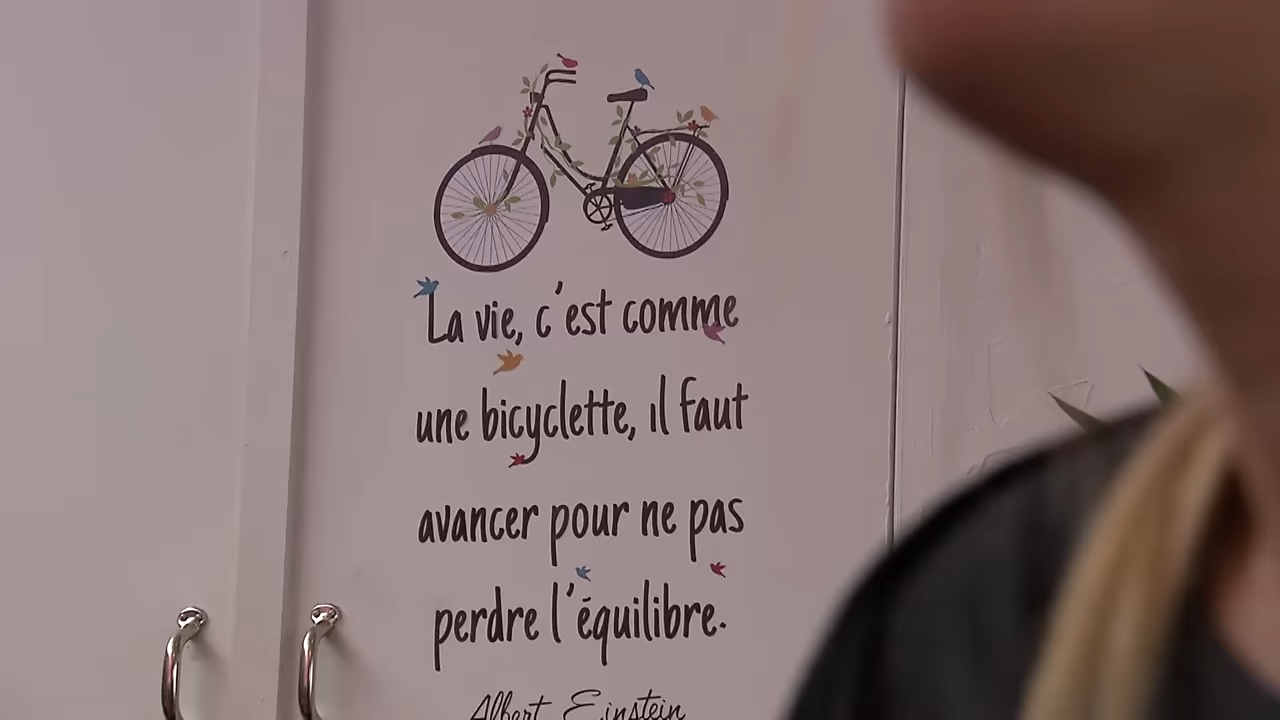 La vie, c'est comme
une bicyclette, il faut
avancer pour ne pas
perdre l'équilibre.
Albert Einstein